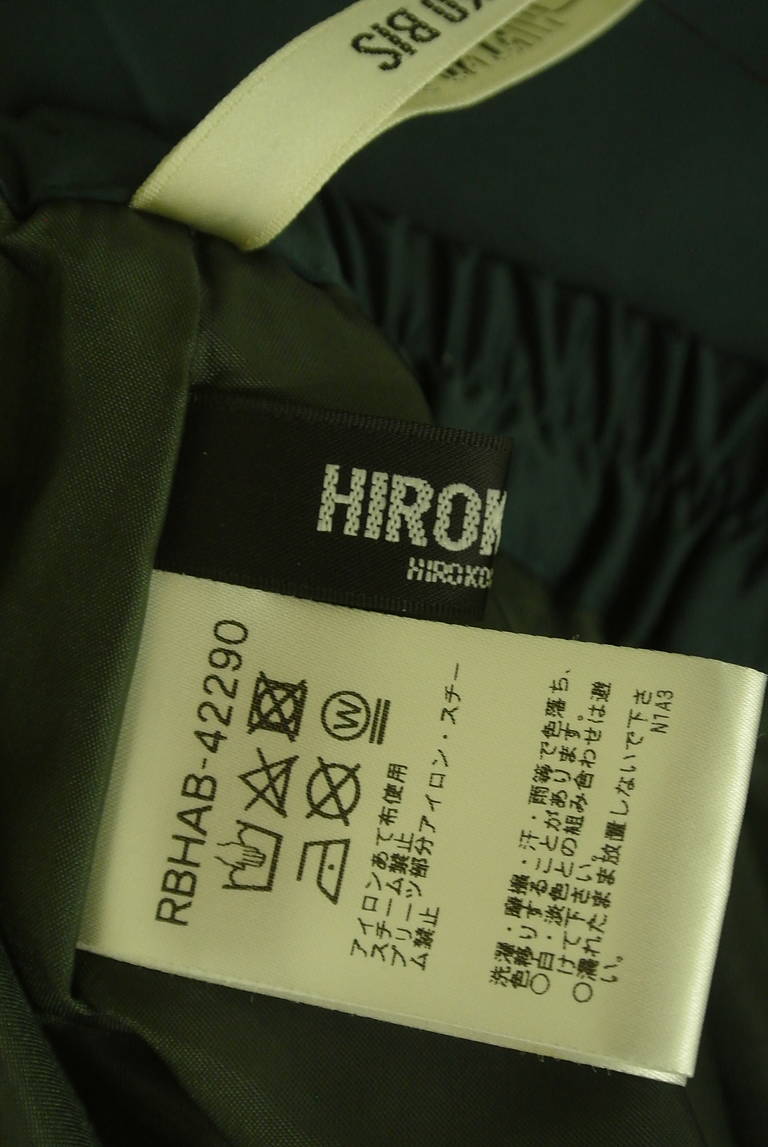 KO BIS
HIROK
HIROKO
RBHAB-42290
W
アイロンあて布使用
スチーム禁止
プリーツ部分アイロン・スチー
ム禁止
洗濯・摩擦・汗・雨等で色落ち、
色移りすることがあります。
○白・淡色との組み合わせは避
けて下さい。
○濡れたまま放置しないで下さ
い。
N1A3